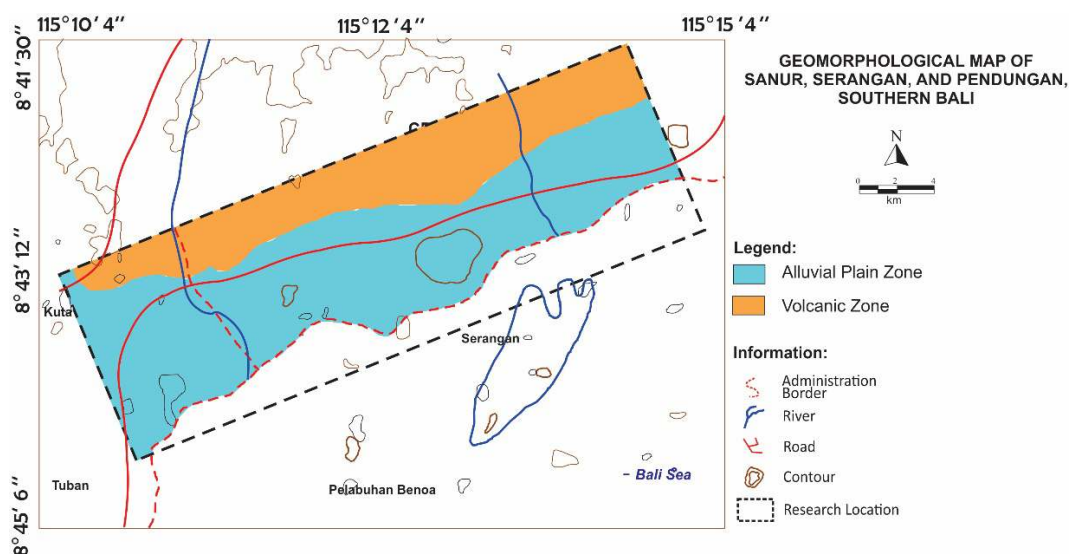 115°10′4″
115°12′4″
115°15′4″
8°41′30″
8°43′12″
8°45′6″
Kuta
Serangan
Tuban
Pelabuhan Benoa
- Bali Sea
GEOMORPHOLOGICAL MAP OF
SANUR, SERANGAN, AND PENDUNGAN,
SOUTHERN BALI
N
0 2 4
km
Legend:
Alluvial Plain Zone
Volcanic Zone
Information:
Administration
Border
River
Road
Contour
Research Location